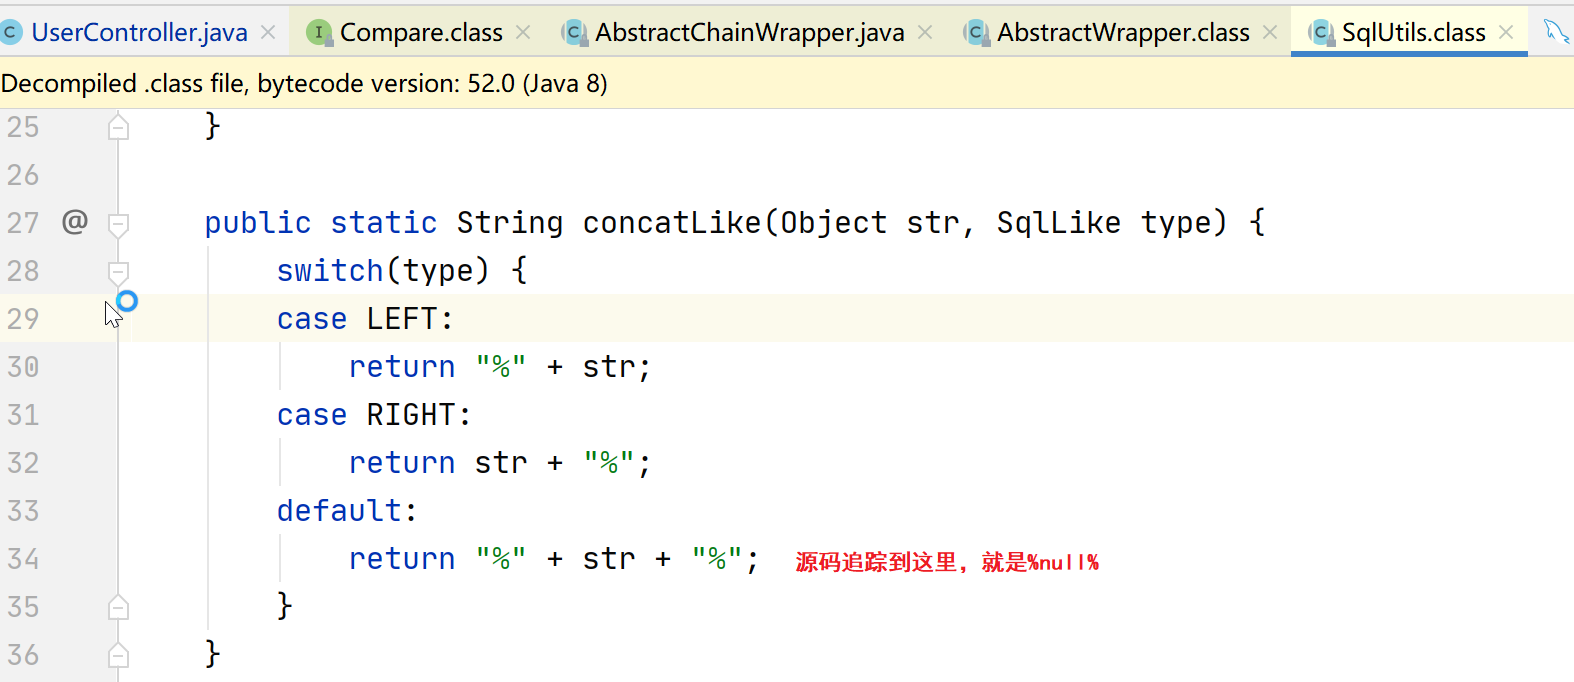 UserController.java Compare.class AbstractChainWrapper.java AbstractWrapper.class SqlUtils.class
Decompiled .class file, bytecode version: 52.0 (Java 8)
25 }
26
27 @ public static String concatLike(Object str, SqlLike type) {
28 switch(type) {
29 case LEFT:
30 return "%" + str;
31 case RIGHT:
32 return str + "%";
33 default:
34 return "%" + str + "%"; 源码追踪到这里，就是%null%
35 }
36 }